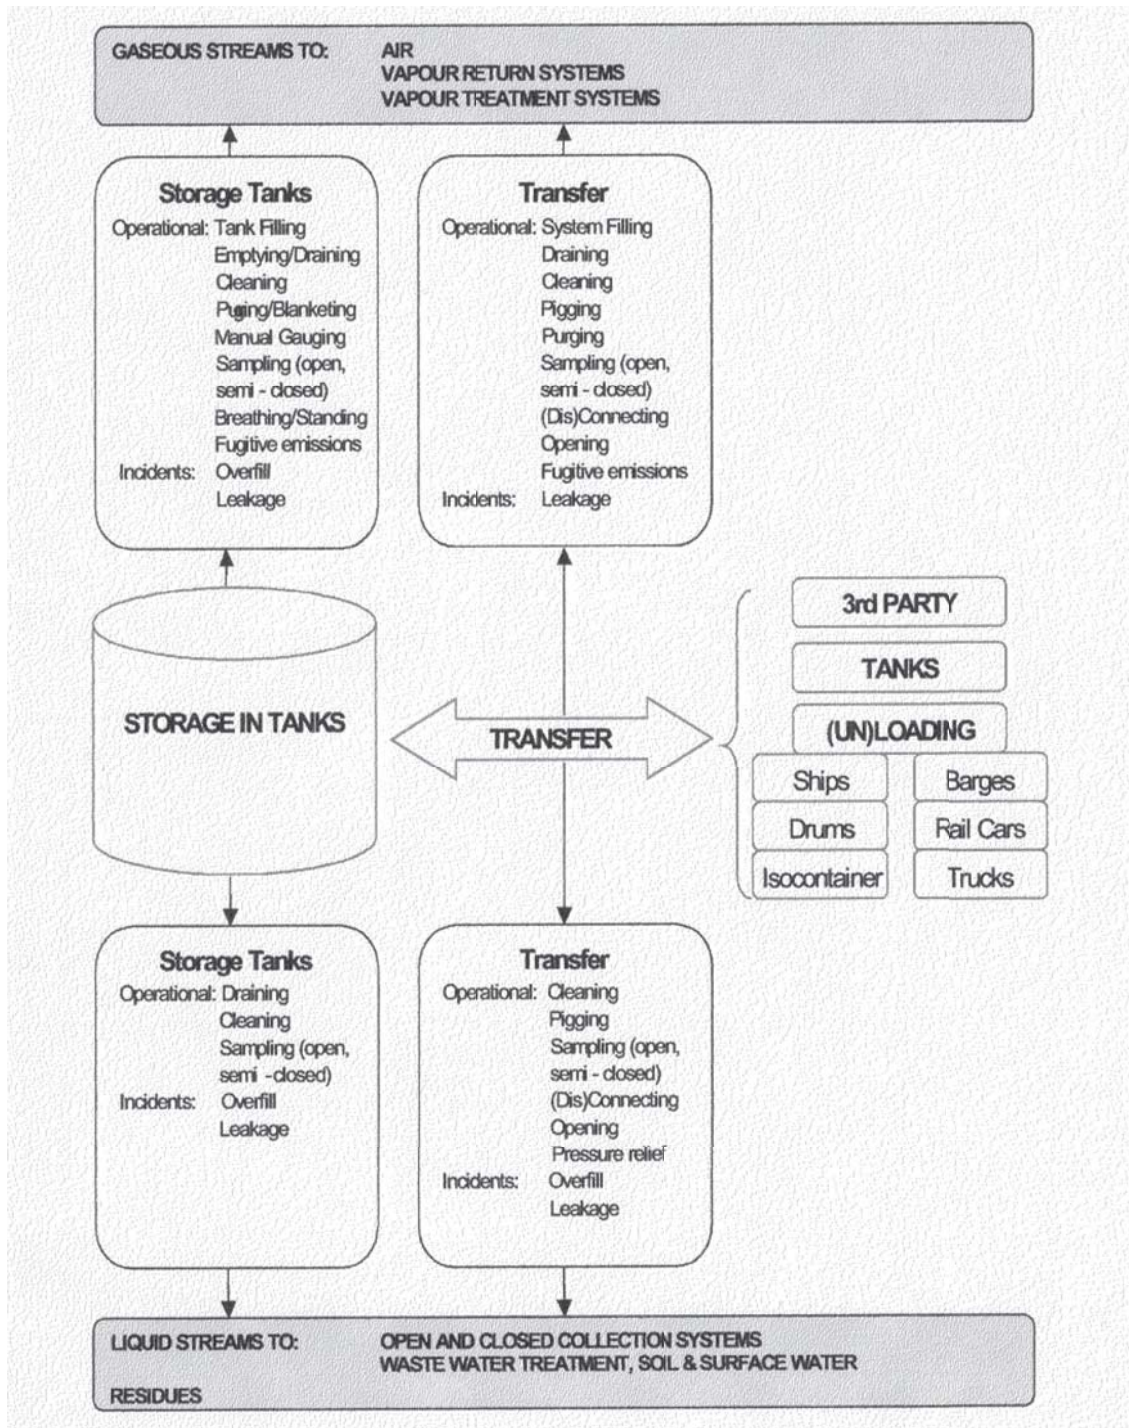 GASEOUS STREAMS TO: AIR
VAPOUR RETURN SYSTEMS
VAPOUR TREATMENT SYSTEMS
Storage Tanks
Operational: Tank Filling
Emptying/Draining
Cleaning
Purging/Blanketing
Manual Gauging
Sampling (open,
semi - closed)
Breathing/Standing
Fugitive emissions
Incidents: Overfill
Leakage
Transfer
Operational: System Filling
Draining
Cleaning
Pigging
Purging
Sampling (open,
semi - closed)
(Dis)Connecting
Opening
Fugitive emissions
Incidents: Leakage
STORAGE IN TANKS
TRANSFER
3rd PARTY
TANKS
(UN)LOADING
Ships Barges
Drums Rail Cars
Isocontainer Trucks
Storage Tanks
Operational: Draining
Cleaning
Sampling (open,
semi - closed)
Incidents: Overfill
Leakage
Transfer
Operational: Cleaning
Pigging
Sampling (open,
semi - closed)
(Dis)Connecting
Opening
Pressure relief
Incidents: Overfill
Leakage
LIQUID STREAMS TO: OPEN AND CLOSED COLLECTION SYSTEMS
WASTE WATER TREATMENT, SOIL & SURFACE WATER
RESIDUES